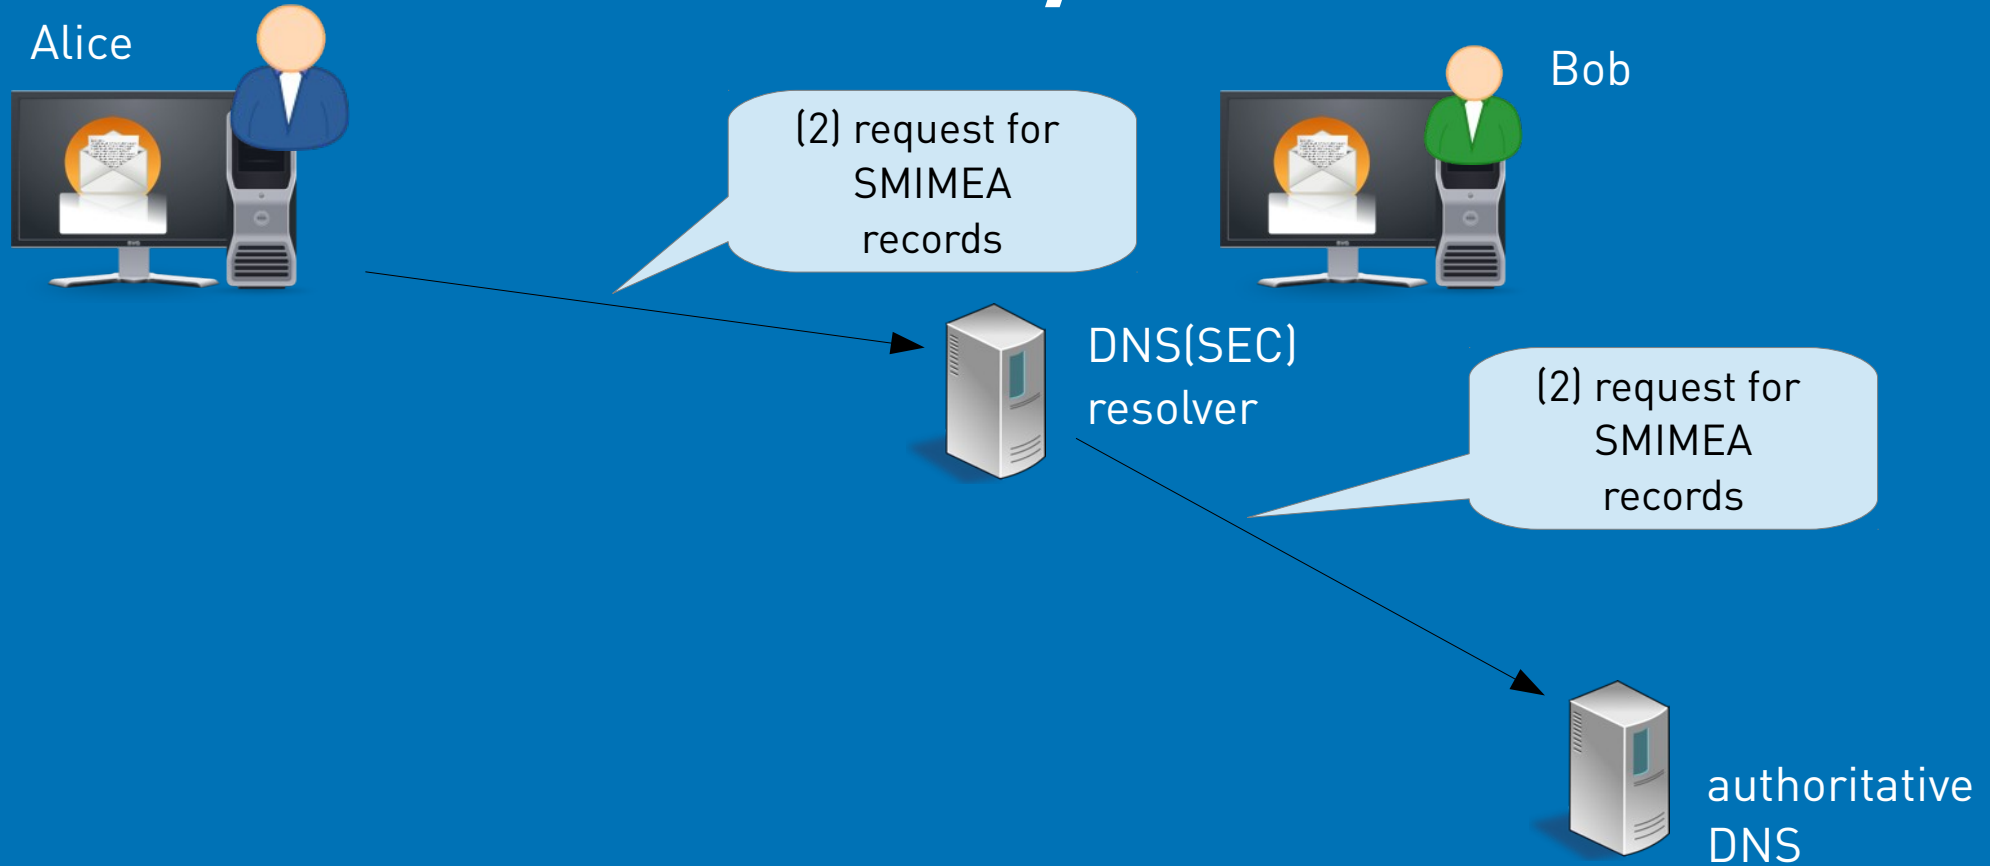 Alice
Bob
(2) request for
SMIMEA
records
DNS(SEC)
resolver
(2) request for
SMIMEA
records
authoritative
DNS